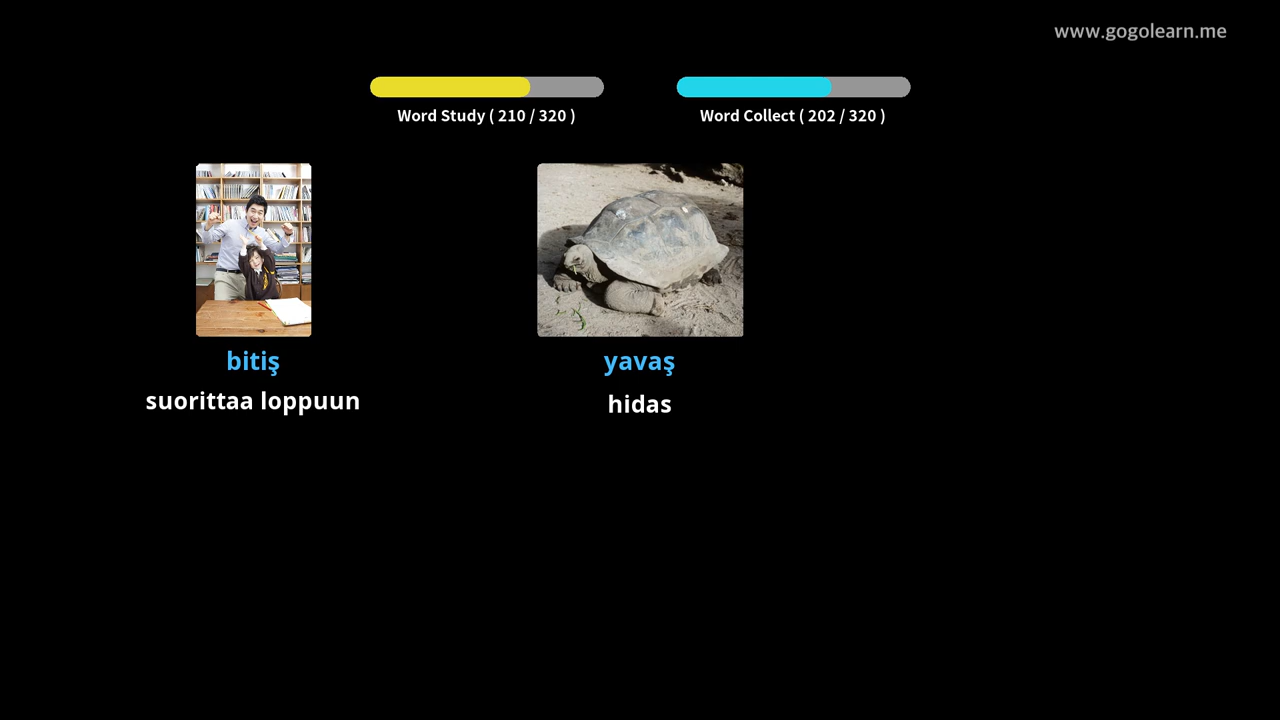 www.gogolearn.me
Word Study ( 210 / 320 )
Word Collect ( 202 / 320 )
bitiş
suorittaa loppuun
yavaş
hidas